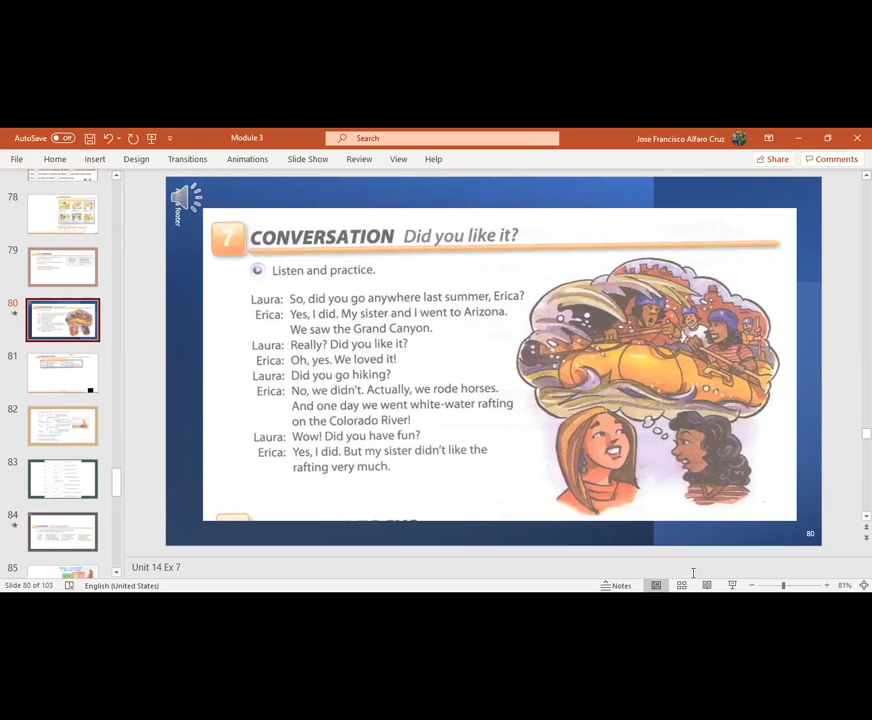 AutoSave Off
Module 3
Search
Jose Francisco Alfaro Cruz
File Home Insert Design Transitions Animations Slide Show Review View Help
Share Comments
78
79
80
81
82
83
84
85
footer
7 CONVERSATION Did you like it?
Listen and practice.
Laura: So, did you go anywhere last summer, Erica?
Erica: Yes, I did. My sister and I went to Arizona.
We saw the Grand Canyon.
Laura: Really? Did you like it?
Erica: Oh, yes. We loved it!
Laura: Did you go hiking?
Erica: No, we didn't. Actually, we rode horses.
And one day we went white-water rafting
on the Colorado River!
Laura: Wow! Did you have fun?
Erica: Yes, I did. But my sister didn't like the
rafting very much.
80
Unit 14 Ex 7
Slide 80 of 103 English (United States) Notes 81%